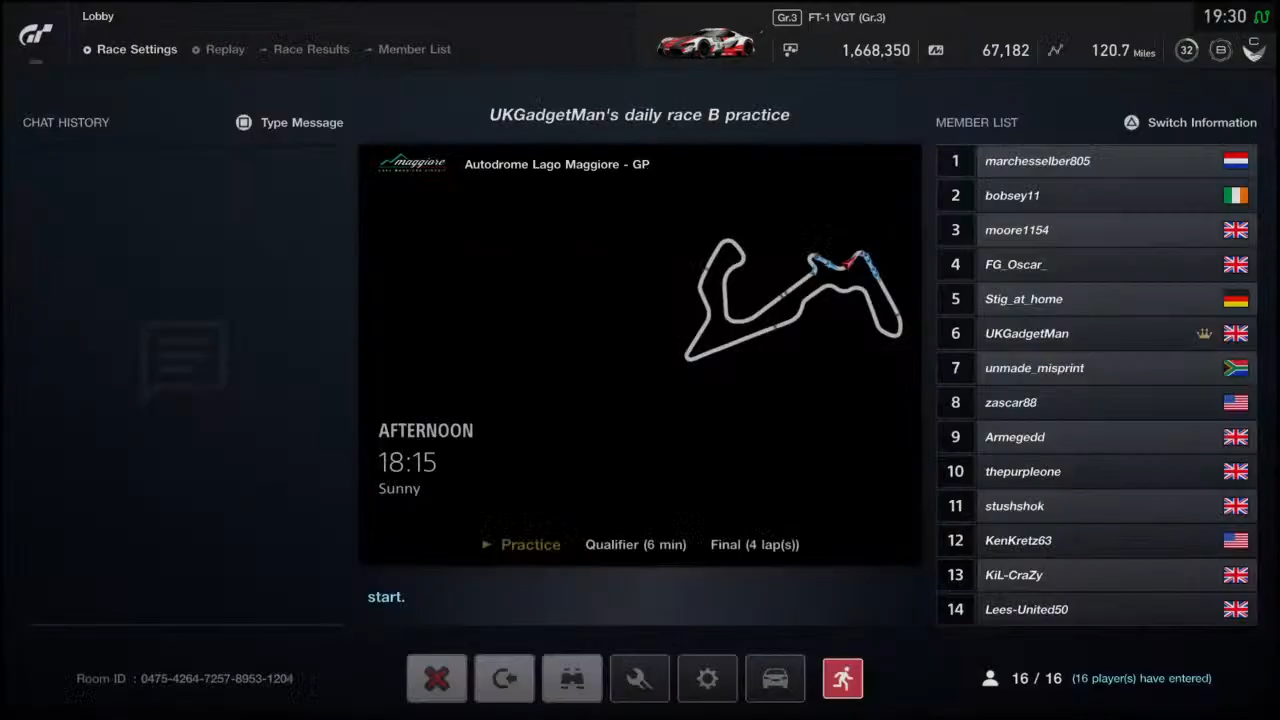 Lobby
Gr.3 FT-1 VGT (Gr.3)
19:30
Race Settings Replay Race Results Member List
1,668,350 67,182 120.7 Miles 32 B C
CHAT HISTORY Type Message
UKGadgetMan's daily race B practice
MEMBER LIST Switch Information
maggiore
Autodrome Lago Maggiore - GP
1 marchesselber805
2 bobsey11
3 moore1154
4 FG_Oscar_
5 Stig_at_home
6 UKGadgetMan
7 unmade_misprint
8 zascar88
9 Armegedd
10 thepurpleone
11 stushshok
12 KenKretz63
13 KiL-CraZy
14 Lees-United50
AFTERNOON
18:15
Sunny
Practice Qualifier (6 min) Final (4 lap(s))
start.
Room ID : 0475-4264-7257-8953-1204
16 / 16 (16 player(s) have entered)